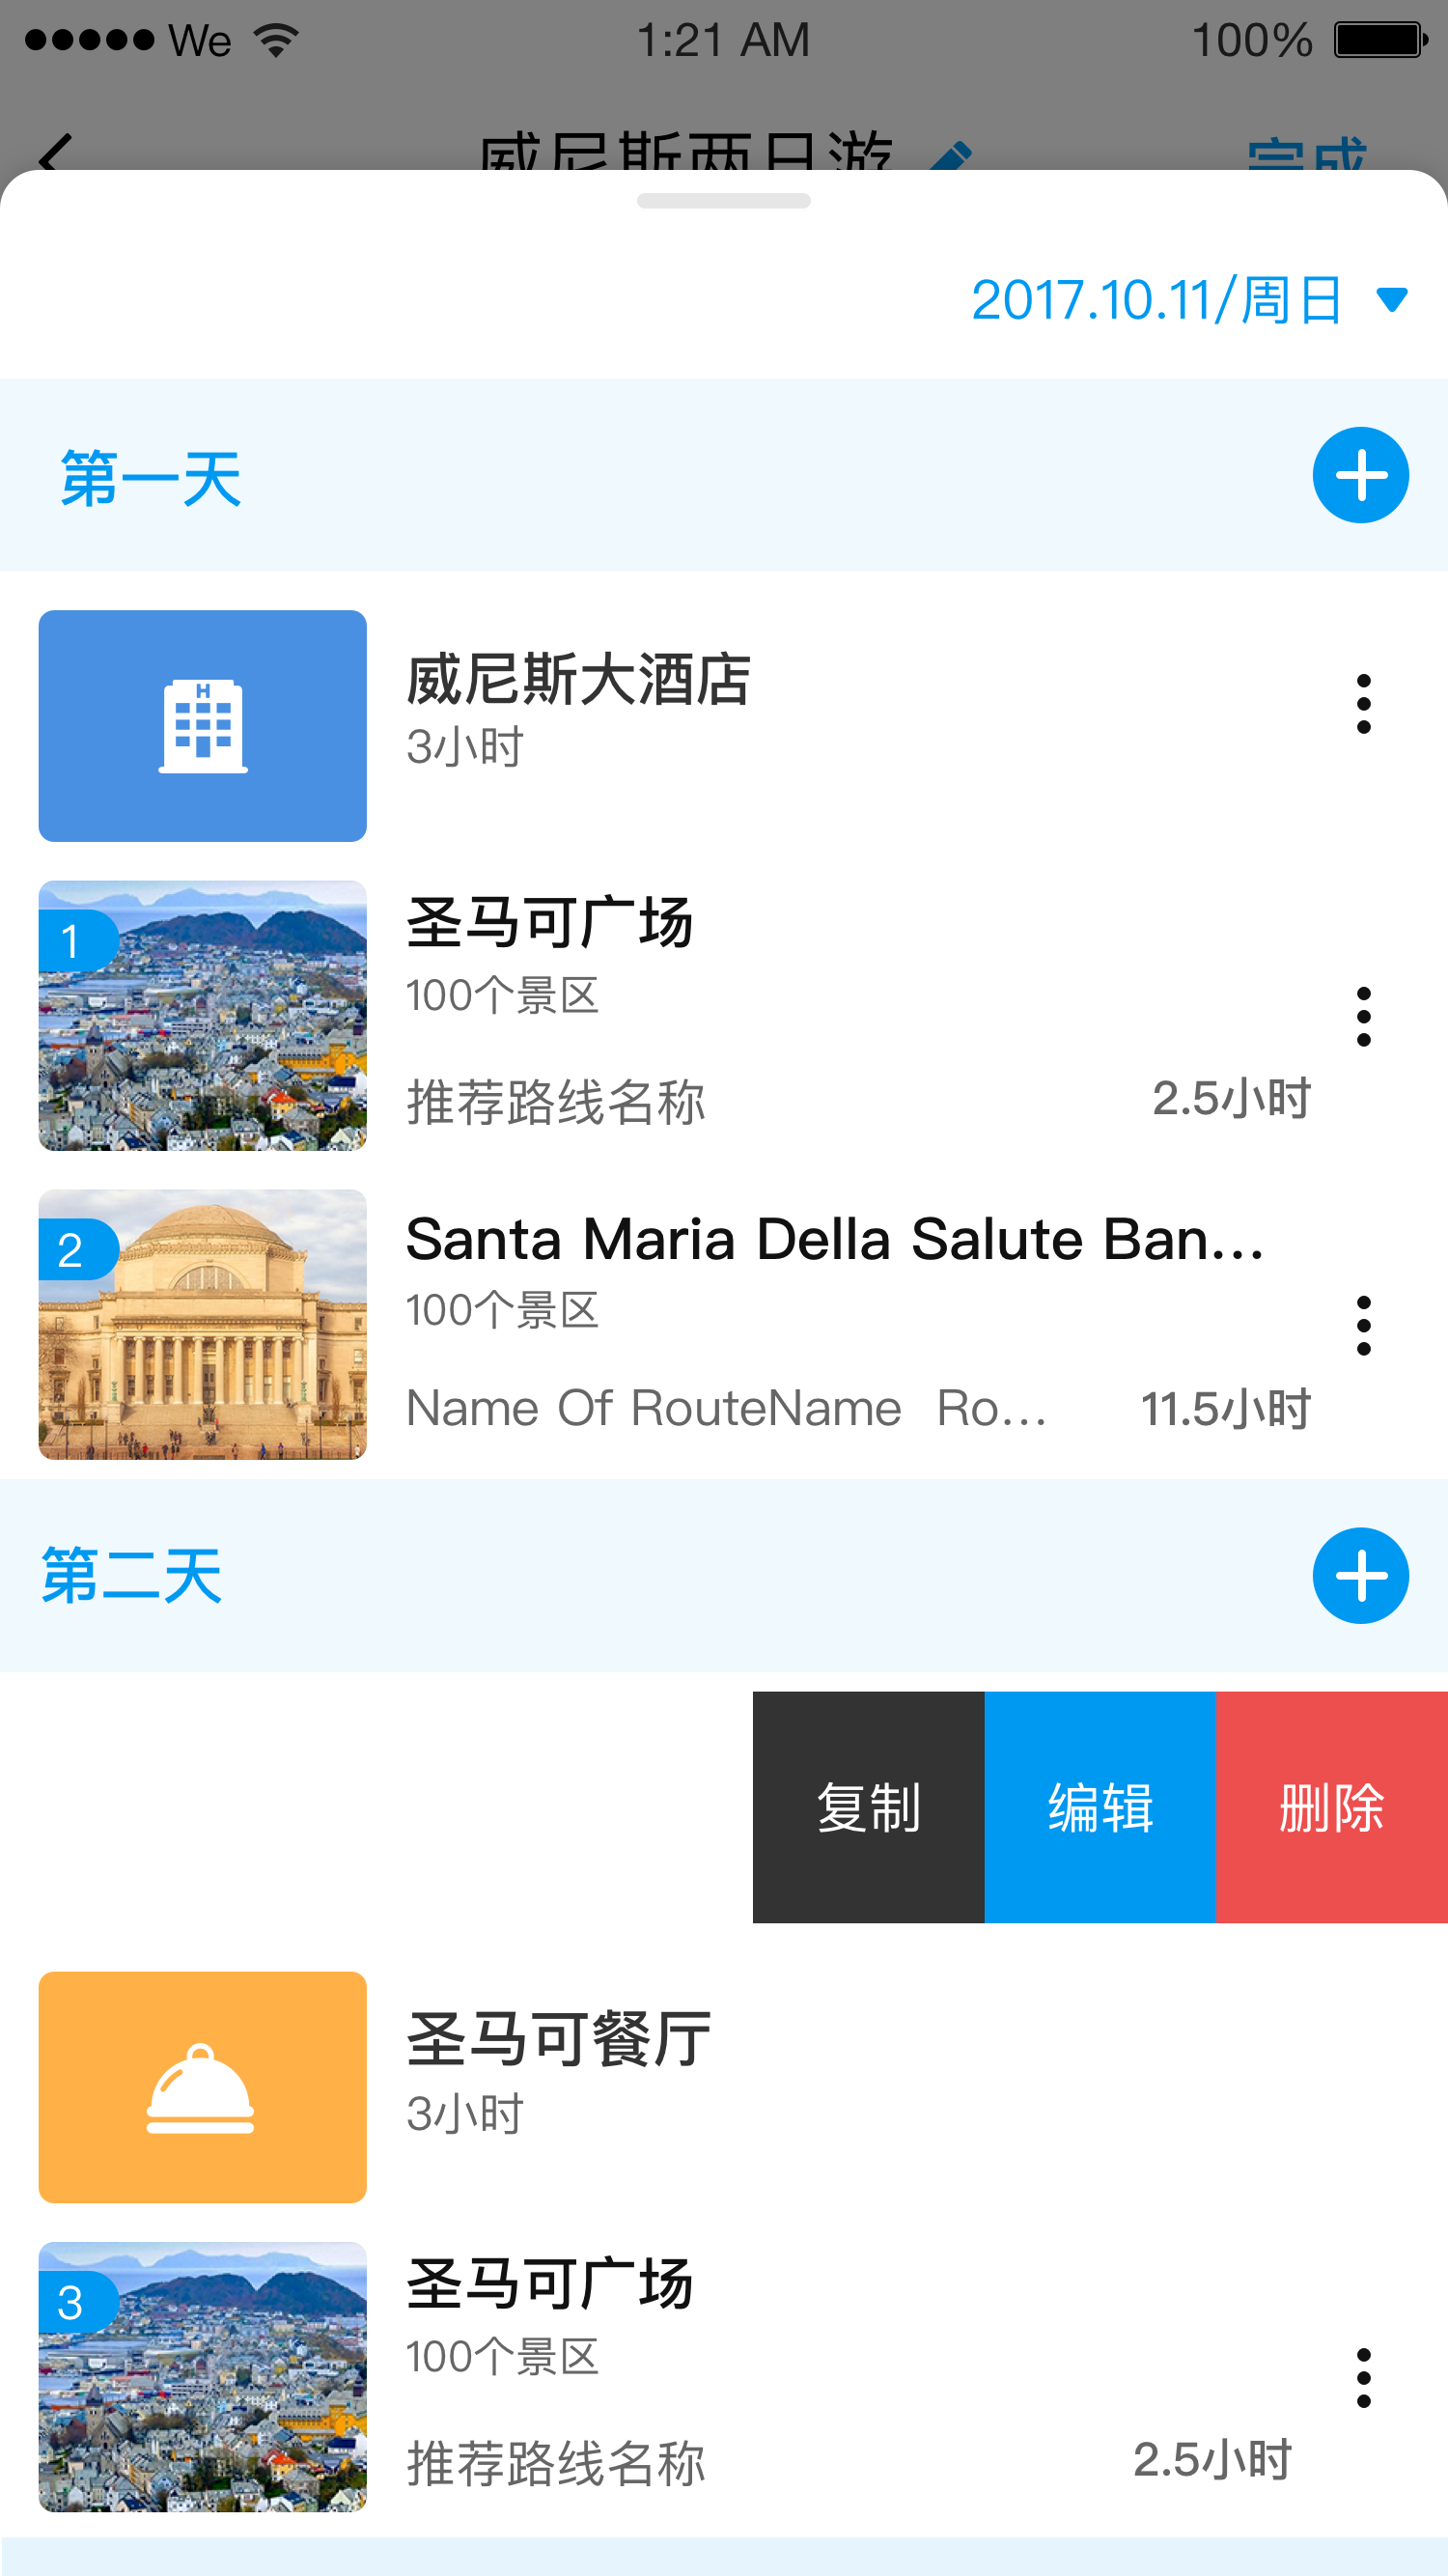 We 1:21 AM 100%
威尼斯两日游 完成
2017.10.11/周日
第一天
H
威尼斯大酒店
3小时
1
圣马可广场
100个景区
推荐路线名称 2.5小时
2
Santa Maria Della Salute Ban...
100个景区
Name Of RouteName Ro... 11.5小时
第二天
复制 编辑 删除
圣马可餐厅
3小时
3
圣马可广场
100个景区
推荐路线名称 2.5小时